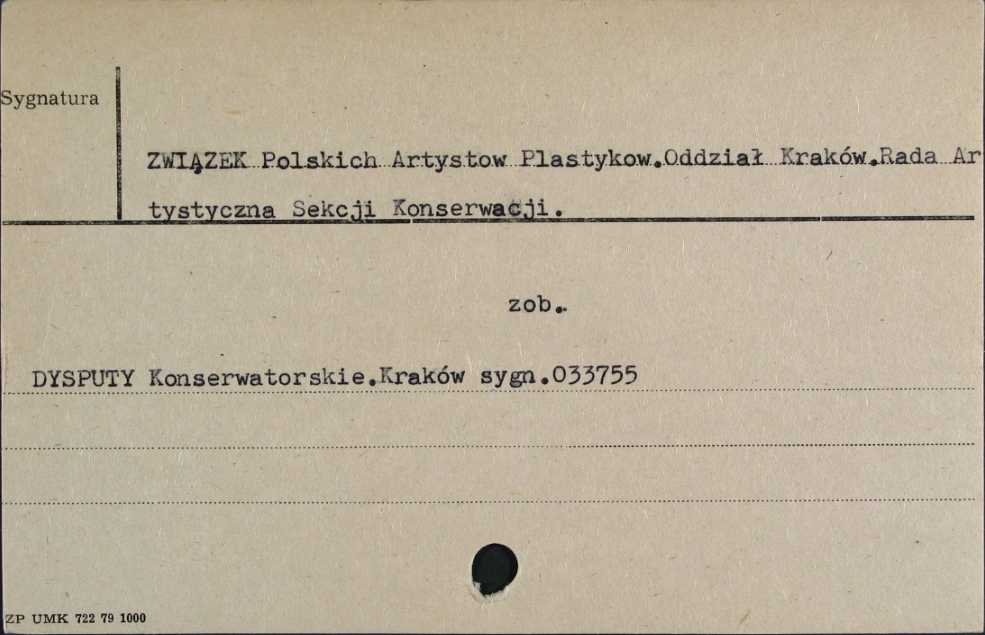 Sygnatura
ZWIĄZEK Polskich Artystow Plastykow.Oddział Kraków.Rada Ar
tystyczna Sekcji Konserwacji.
zob.
DYSPUTY Konserwatorskie.Kraków sygn.033755
ZP UMK 722 79 1000